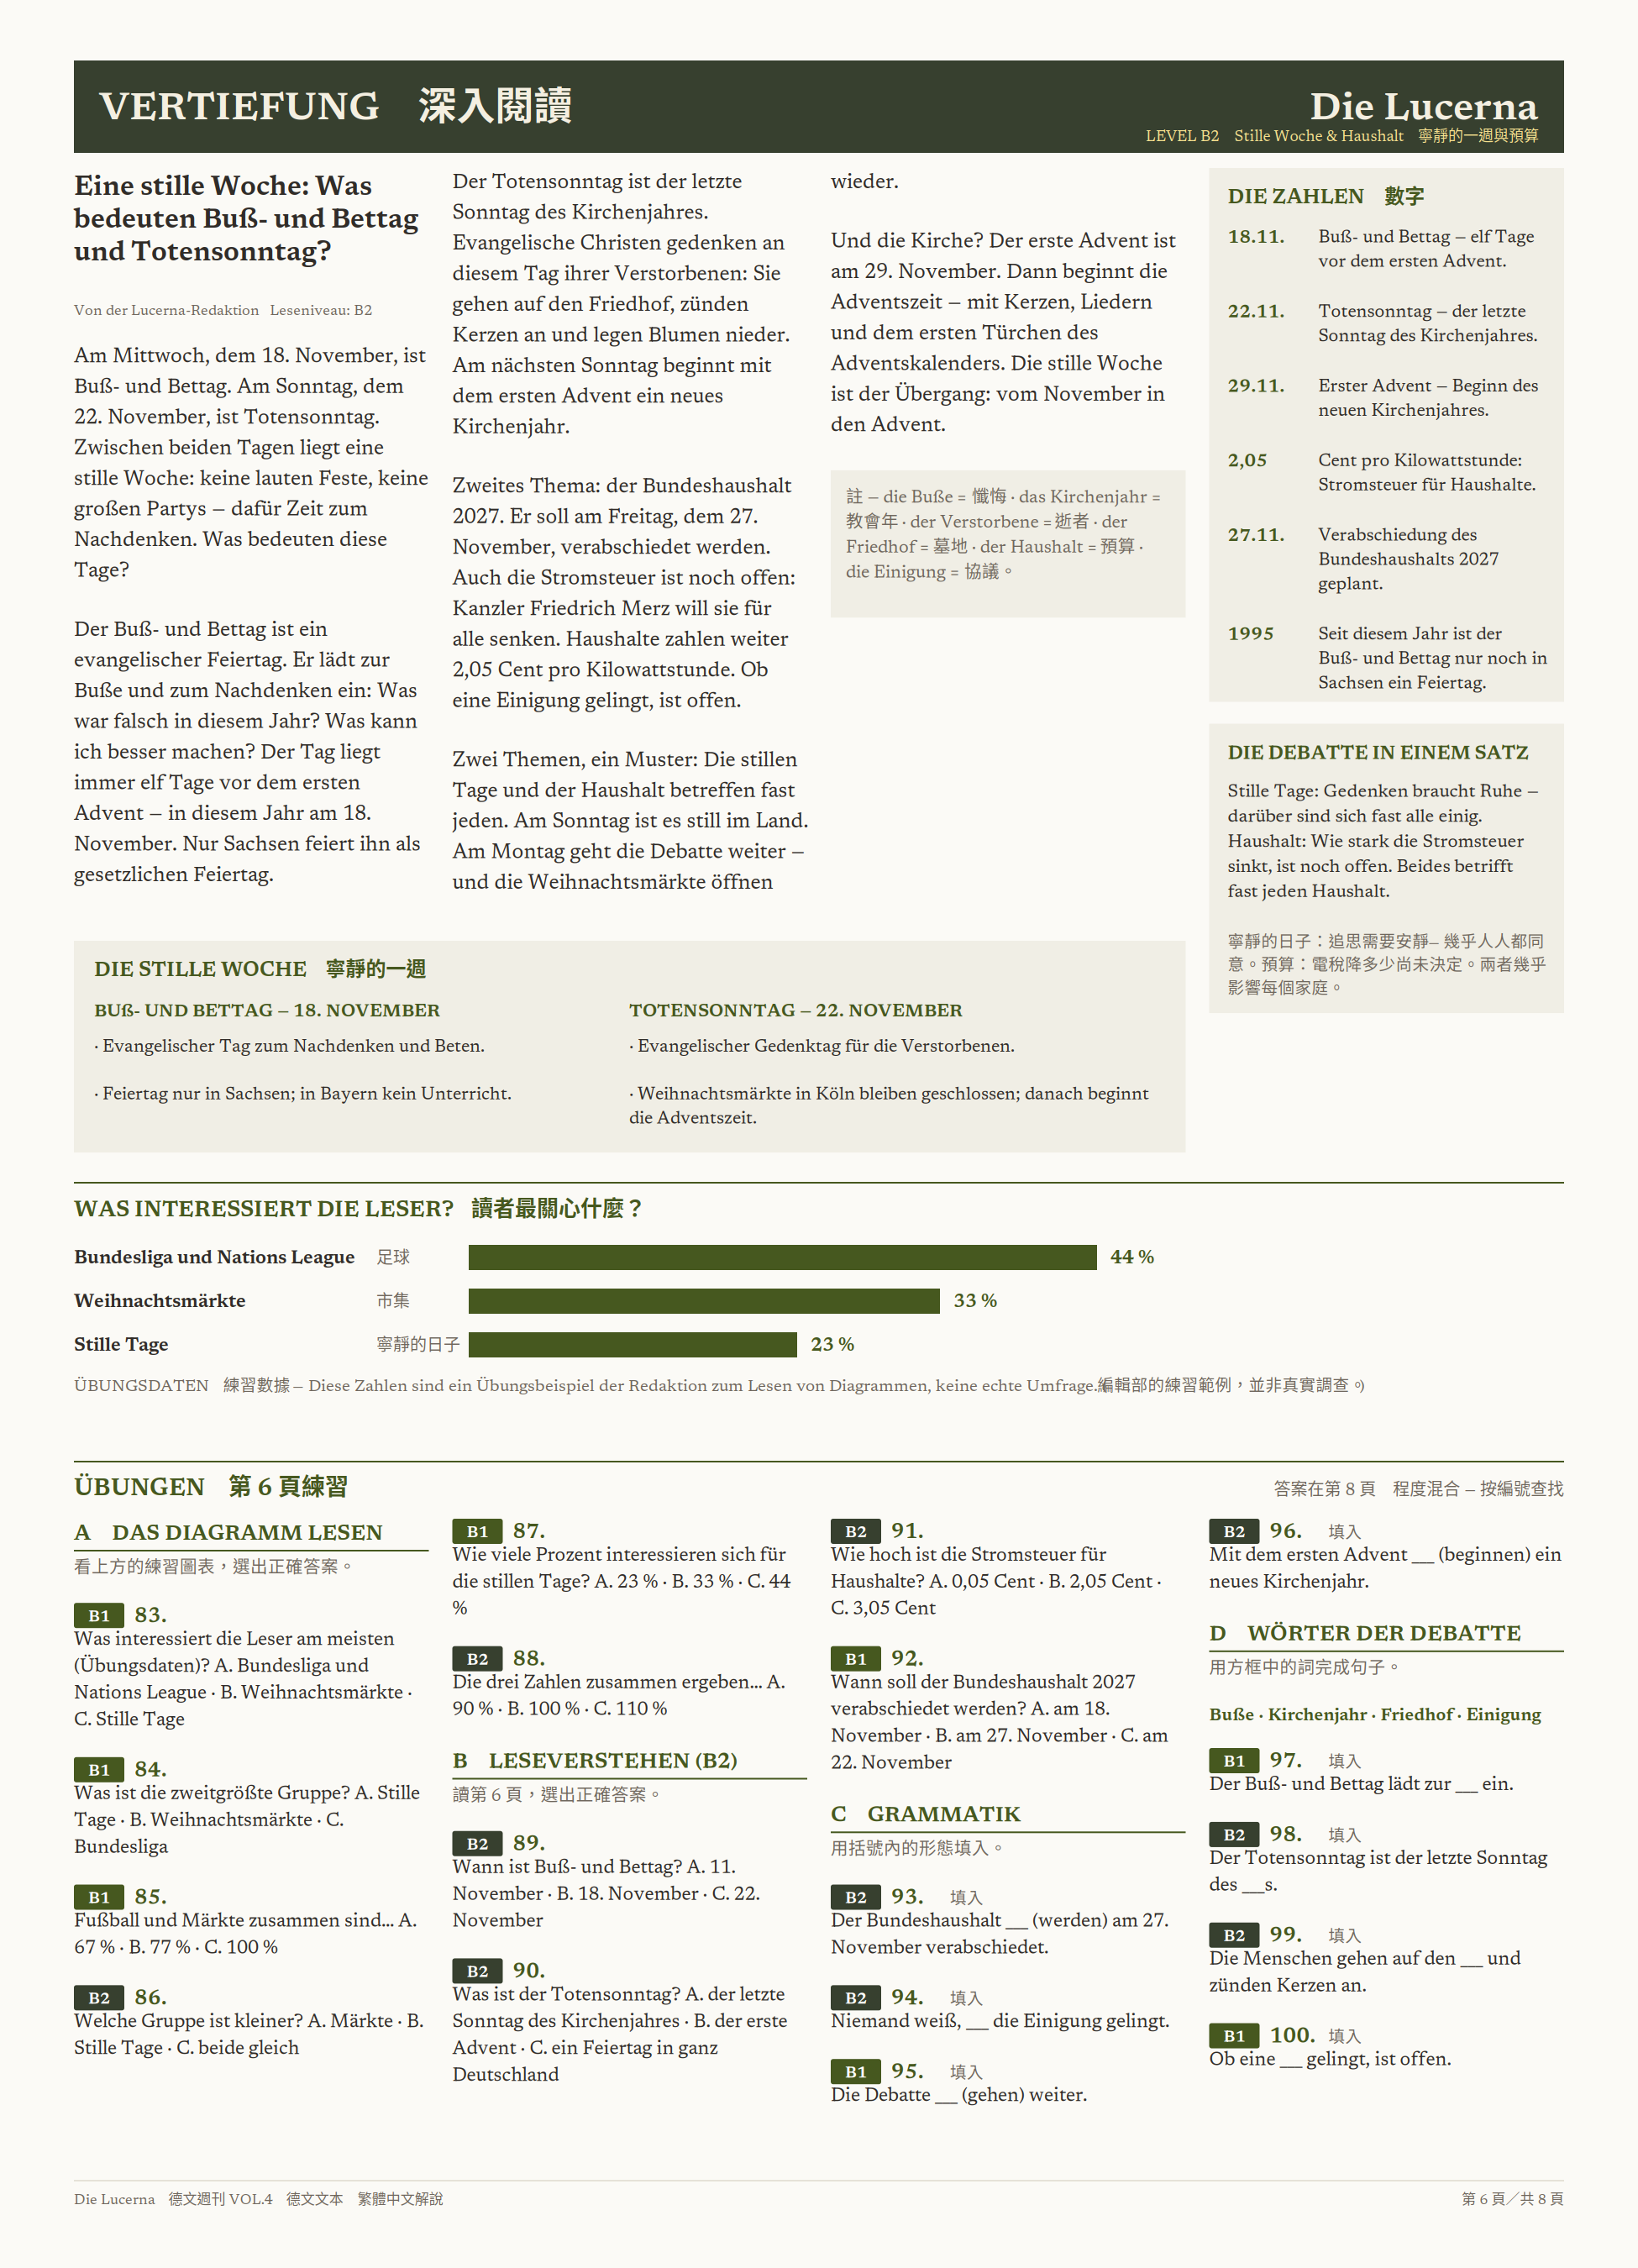 VERTIEFUNG 深入閱讀
Die Lucerna
LEVEL B2 Stille Woche & Haushalt 寧靜的一週與預算
Eine stille Woche: Was
bedeuten Buß- und Bettag
und Totensonntag?
Von der Lucerna-Redaktion Leseniveau: B2
Am Mittwoch, dem 18. November, ist
Buß- und Bettag. Am Sonntag, dem
22. November, ist Totensonntag.
Zwischen beiden Tagen liegt eine
stille Woche: keine lauten Feste, keine
großen Partys – dafür Zeit zum
Nachdenken. Was bedeuten diese
Tage?
Der Buß- und Bettag ist ein
evangelischer Feiertag. Er lädt zur
Buße und zum Nachdenken ein: Was
war falsch in diesem Jahr? Was kann
ich besser machen? Der Tag liegt
immer elf Tage vor dem ersten
Advent – in diesem Jahr am 18.
November. Nur Sachsen feiert ihn als
gesetzlichen Feiertag.
Der Totensonntag ist der letzte
Sonntag des Kirchenjahres.
Evangelische Christen gedenken an
diesem Tag ihrer Verstorbenen: Sie
gehen auf den Friedhof, zünden
Kerzen an und legen Blumen nieder.
Am nächsten Sonntag beginnt mit
dem ersten Advent ein neues
Kirchenjahr.
Zweites Thema: der Bundeshaushalt
2027. Er soll am Freitag, dem 27.
November, verabschiedet werden.
Auch die Stromsteuer ist noch offen:
Kanzler Friedrich Merz will sie für
alle senken. Haushalte zahlen weiter
2,05 Cent pro Kilowattstunde. Ob
eine Einigung gelingt, ist offen.
Zwei Themen, ein Muster: Die stillen
Tage und der Haushalt betreffen fast
jeden. Am Sonntag ist es still im Land.
Am Montag geht die Debatte weiter –
und die Weihnachtsmärkte öffnen
wieder.
Und die Kirche? Der erste Advent ist
am 29. November. Dann beginnt die
Adventszeit – mit Kerzen, Liedern
und dem ersten Türchen des
Adventskalenders. Die stille Woche
ist der Übergang: vom November in
den Advent.
註 – die Buße = 懺悔 · das Kirchenjahr =
教會年 · der Verstorbene = 逝者 · der
Friedhof = 墓地 · der Haushalt = 預算 ·
die Einigung = 協議。
DIE ZAHLEN 數字
18.11. Buß- und Bettag – elf Tage
vor dem ersten Advent.
22.11. Totensonntag – der letzte
Sonntag des Kirchenjahres.
29.11. Erster Advent – Beginn des
neuen Kirchenjahres.
2,05 Cent pro Kilowattstunde:
Stromsteuer für Haushalte.
27.11. Verabschiedung des
Bundeshaushalts 2027
geplant.
1995 Seit diesem Jahr ist der
Buß- und Bettag nur noch in
Sachsen ein Feiertag.
DIE DEBATTE IN EINEM SATZ
Stille Tage: Gedenken braucht Ruhe –
darüber sind sich fast alle einig.
Haushalt: Wie stark die Stromsteuer
sinkt, ist noch offen. Beides betrifft
fast jeden Haushalt.
寧靜的日子：追思需要安靜– 幾乎人人都同
意。預算：電稅降多少尚未決定。兩者幾乎
影響每個家庭。
DIE STILLE WOCHE 寧靜的一週
BUß- UND BETTAG – 18. NOVEMBER
· Evangelischer Tag zum Nachdenken und Beten.
· Feiertag nur in Sachsen; in Bayern kein Unterricht.
TOTENSONNTAG – 22. NOVEMBER
· Evangelischer Gedenktag für die Verstorbenen.
· Weihnachtsmärkte in Köln bleiben geschlossen; danach beginnt
die Adventszeit.
WAS INTERESSIERT DIE LESER? 讀者最關心什麼？
Bundesliga und Nations League 足球 44 %
Weihnachtsmärkte 市集 33 %
Stille Tage 寧靜的日子 23 %
ÜBUNGSDATEN 練習數據 – Diese Zahlen sind ein Übungsbeispiel der Redaktion zum Lesen von Diagrammen, keine echte Umfrage.編輯部的練習範例，並非真實調查。)
ÜBUNGEN 第 6 頁練習
答案在第 8 頁 程度混合 – 按編號查找
A DAS DIAGRAMM LESEN
看上方的練習圖表，選出正確答案。
B1 83.
Was interessiert die Leser am meisten
(Übungsdaten)? A. Bundesliga und
Nations League · B. Weihnachtsmärkte ·
C. Stille Tage
B1 84.
Was ist die zweitgrößte Gruppe? A. Stille
Tage · B. Weihnachtsmärkte · C.
Bundesliga
B1 85.
Fußball und Märkte zusammen sind... A.
67 % · B. 77 % · C. 100 %
B2 86.
Welche Gruppe ist kleiner? A. Märkte · B.
Stille Tage · C. beide gleich
B1 87.
Wie viele Prozent interessieren sich für
die stillen Tage? A. 23 % · B. 33 % · C. 44
%
B2 88.
Die drei Zahlen zusammen ergeben... A.
90 % · B. 100 % · C. 110 %
B LESEVERSTEHEN (B2)
讀第 6 頁，選出正確答案。
B2 89.
Wann ist Buß- und Bettag? A. 11.
November · B. 18. November · C. 22.
November
B2 90.
Was ist der Totensonntag? A. der letzte
Sonntag des Kirchenjahres · B. der erste
Advent · C. ein Feiertag in ganz
Deutschland
B2 91.
Wie hoch ist die Stromsteuer für
Haushalte? A. 0,05 Cent · B. 2,05 Cent ·
C. 3,05 Cent
B1 92.
Wann soll der Bundeshaushalt 2027
verabschiedet werden? A. am 18.
November · B. am 27. November · C. am
22. November
C GRAMMATIK
用括號內的形態填入。
B2 93. 填入
Der Bundeshaushalt ___ (werden) am 27.
November verabschiedet.
B2 94. 填入
Niemand weiß, ___ die Einigung gelingt.
B1 95. 填入
Die Debatte ___ (gehen) weiter.
B2 96. 填入
Mit dem ersten Advent ___ (beginnen) ein
neues Kirchenjahr.
D WÖRTER DER DEBATTE
用方框中的詞完成句子。
Buße · Kirchenjahr · Friedhof · Einigung
B1 97. 填入
Der Buß- und Bettag lädt zur ___ ein.
B2 98. 填入
Der Totensonntag ist der letzte Sonntag
des ___s.
B2 99. 填入
Die Menschen gehen auf den ___ und
zünden Kerzen an.
B1 100. 填入
Ob eine ___ gelingt, ist offen.
Die Lucerna 德文週刊 VOL.4 德文文本 繁體中文解說
第 6 頁／共 8 頁